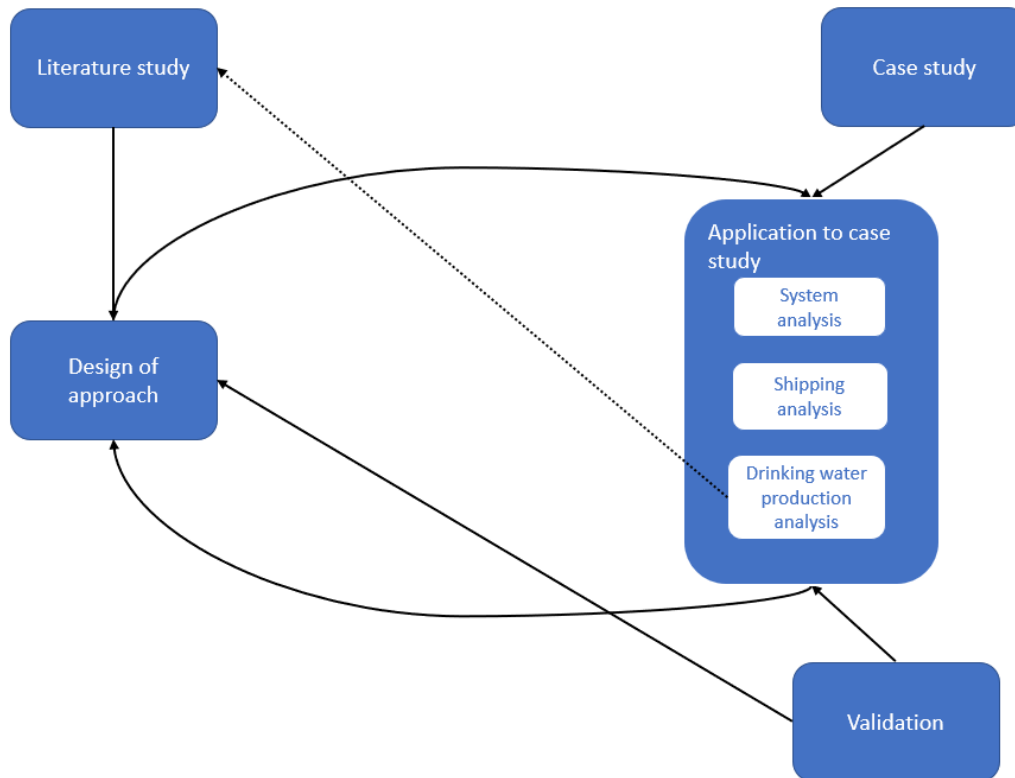 Literature study
Case study
Application to case
study
System
analysis
Shipping
analysis
Drinking water
production
analysis
Design of
approach
Validation